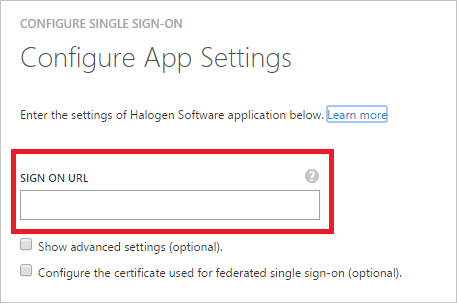 CONFIGURE SINGLE SIGN-ON
Configure App Settings
Enter the settings of Halogen Software application below. Learn more
SIGN ON URL ?
Show advanced settings (optional).
Configure the certificate used for federated single sign-on (optional).